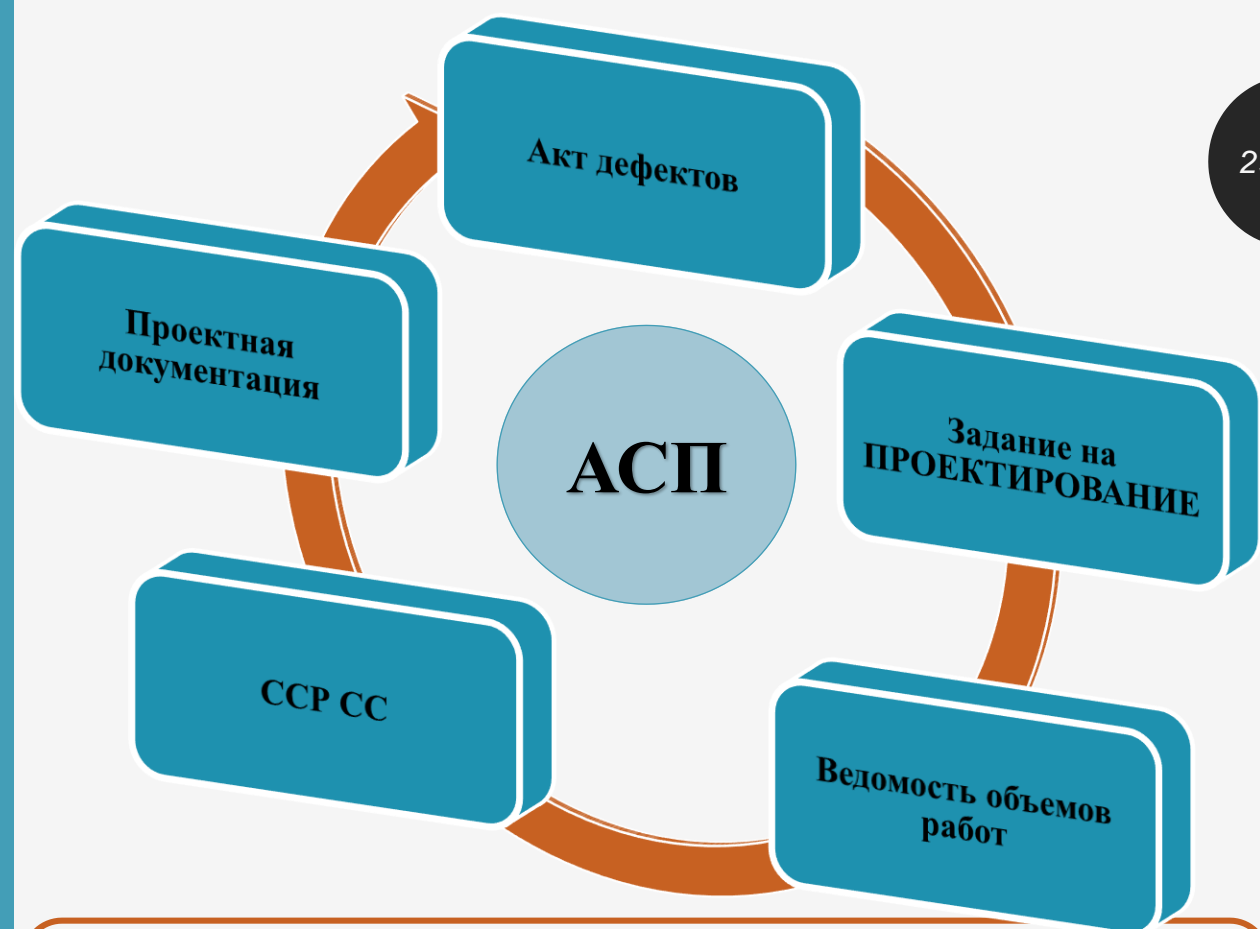 Акт дефектов
2
Проектная
документация
Задание на
ПРОЕКТИРОВАНИЕ
АСП
ССР СС
Ведомость объемов
работ